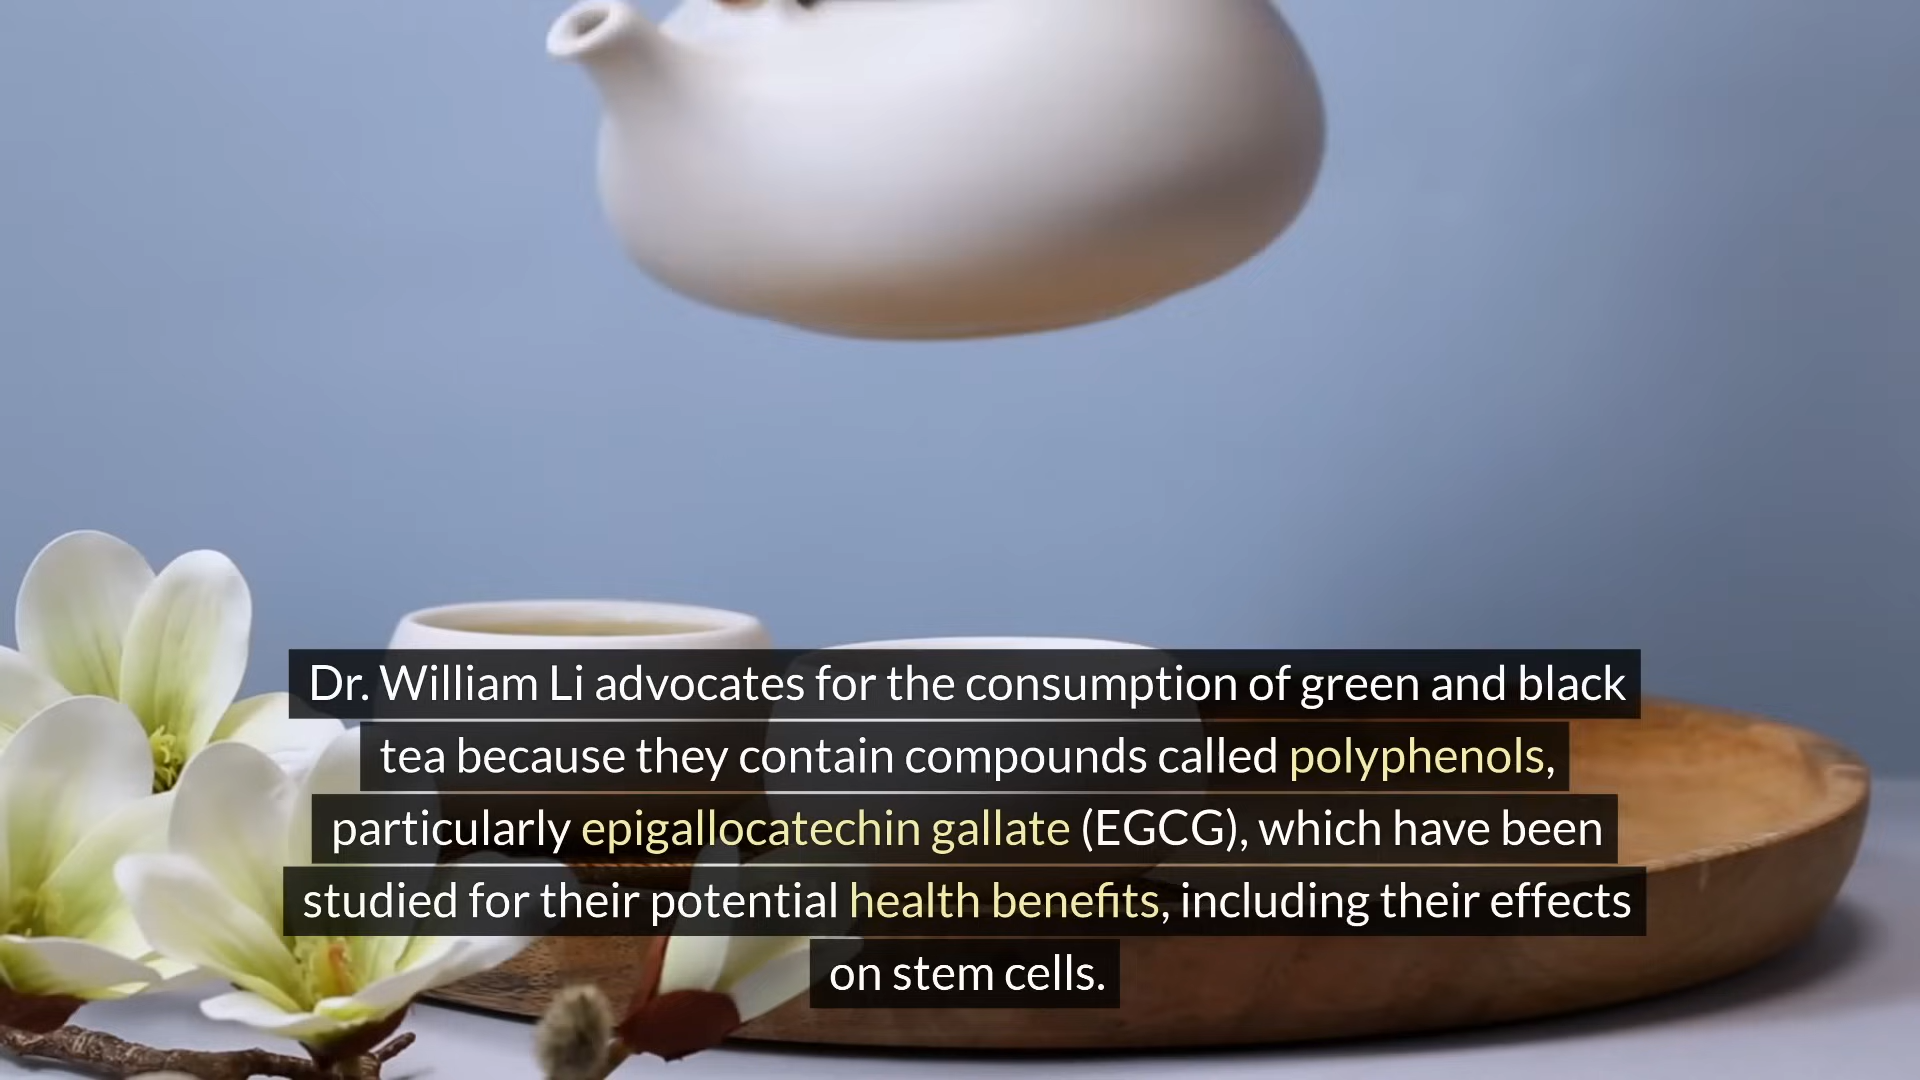 Dr. William Li advocates for the consumption of green and black
tea because they contain compounds called polyphenols,
particularly epigallocatechin gallate (EGCG), which have been
studied for their potential health benefits, including their effects
on stem cells.